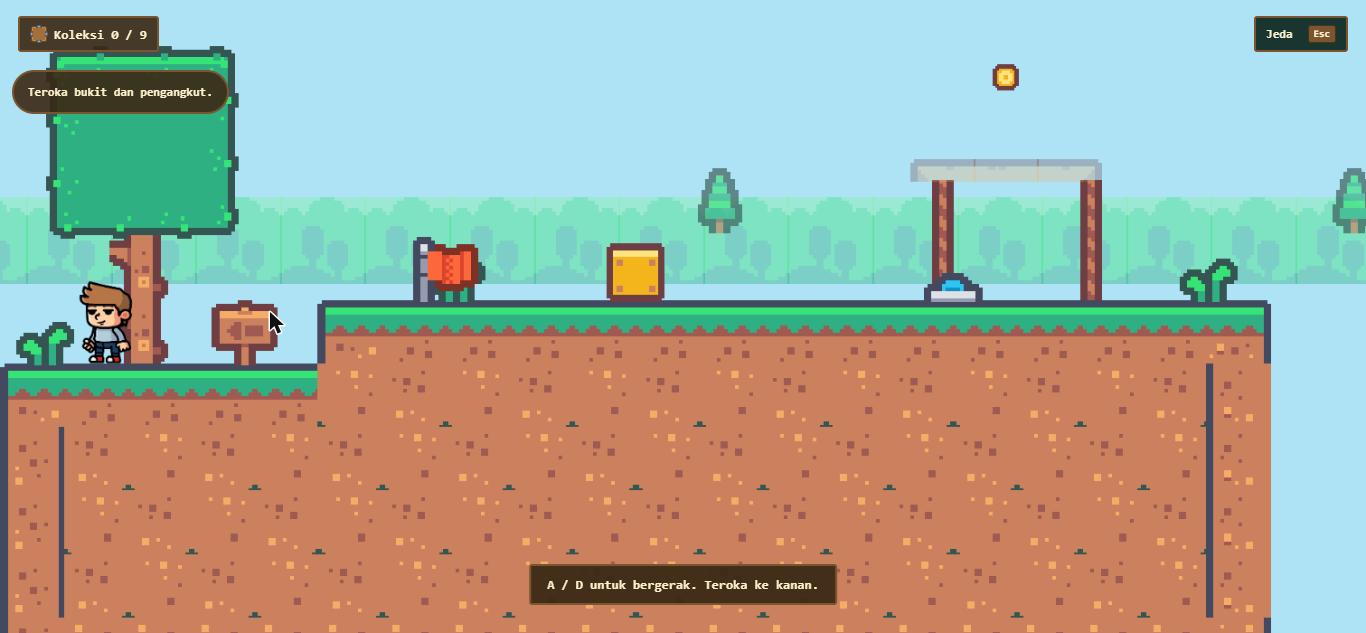 Koleksi 0 / 9
Jeda Esc
Teroka bukit dan pengangkut.
A / D untuk bergerak. Teroka ke kanan.